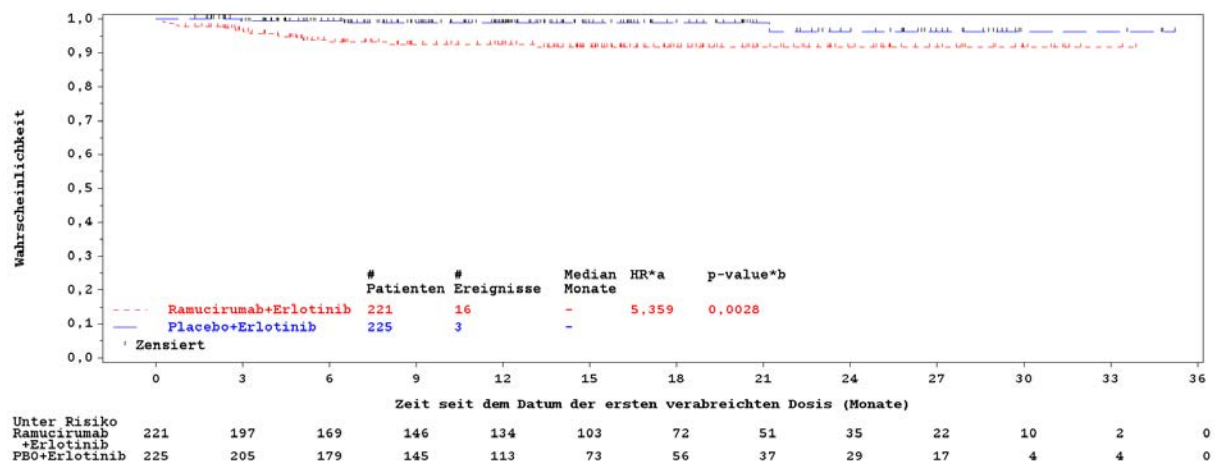 Wahrscheinlichkeit
1,0
0,9
0,8
0,7
0,6
0,5
0,4
0,3
0,2
0,1
0,0
# # Median HR*a p-value*b
Patienten Ereignisse Monate
Ramucirumab+Erlotinib 221 16 - 5,359 0,0028
Placebo+Erlotinib 225 3 -
Zensiert
0 3 6 9 12 15 18 21 24 27 30 33 36
Zeit seit dem Datum der ersten verabreichten Dosis (Monate)
Unter Risiko
Ramucirumab 221 197 169 146 134 103 72 51 35 22 10 2 0
+Erlotinib
PBO+Erlotinib 225 205 179 145 113 73 56 37 29 17 4 4 0